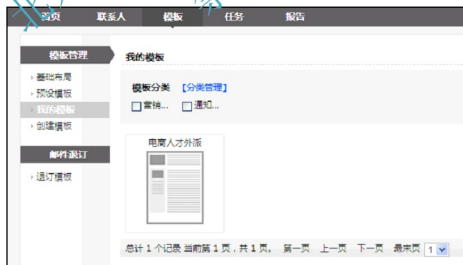 首页 联系人 模板 任务 报告
模板管理
基础布局
预设模板
我的模板
创建模板
邮件退订
退订模板
我的模板
模板分类 【分类管理】
营销... 通知...
电商人才外派
总计 1 个记录 当前第 1 页，共 1 页。 第一页 上一页 下一页 最末页 1